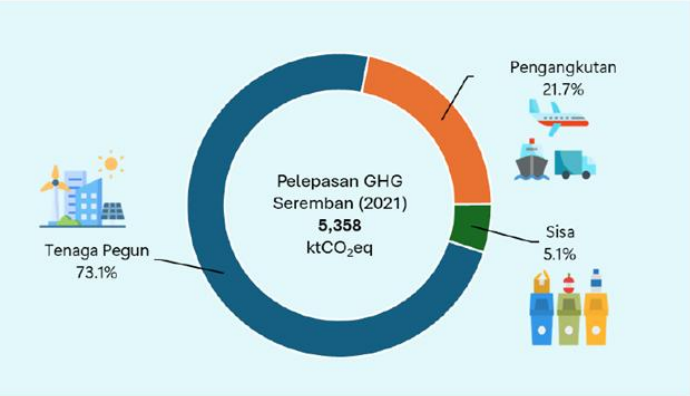 Pengangkutan
21.7%
Pelepasan GHG
Seremban (2021)
5,358
ktCO₂eq
Sisa
5.1%
Tenaga Pegun
73.1%